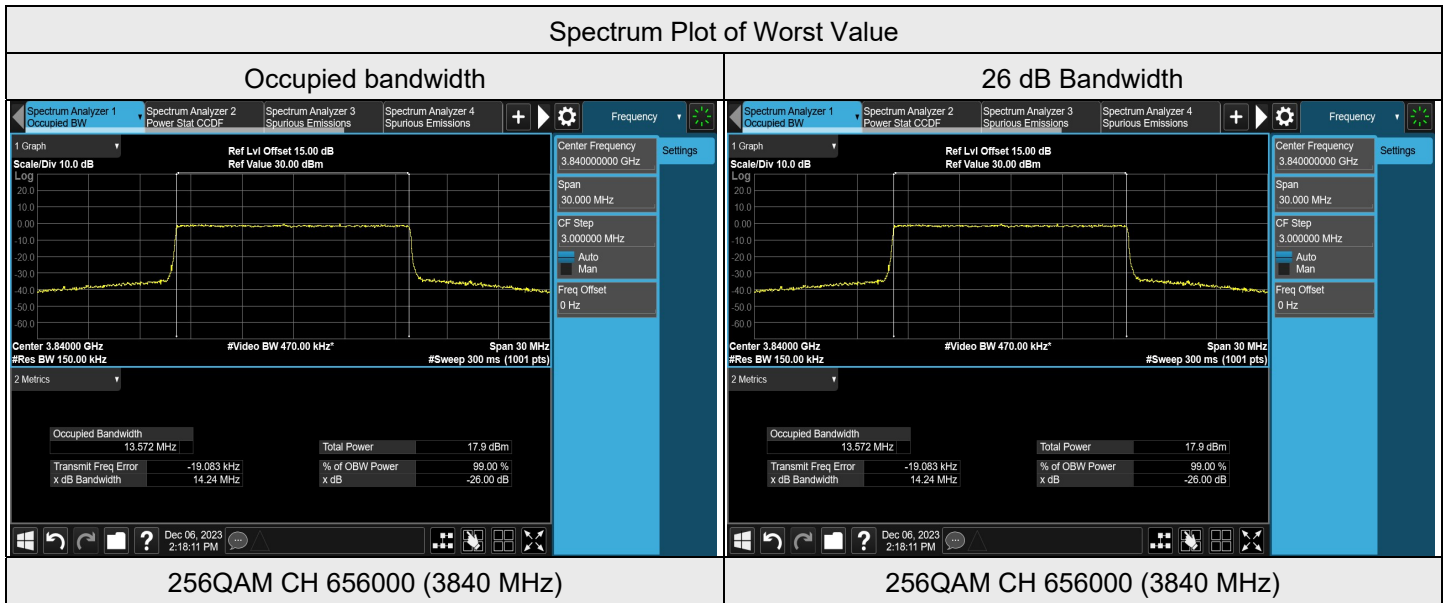 Spectrum Plot of Worst Value
Occupied bandwidth
26 dB Bandwidth
Spectrum Analyzer 1
Occupied BW
Spectrum Analyzer 2
Power Stat CCDF
Spectrum Analyzer 3
Spurious Emissions
Spectrum Analyzer 4
Spurious Emissions
+
Frequency
1 Graph
Scale/Div 10.0 dB
Ref Lvl Offset 15.00 dB
Ref Value 30.00 dBm
Log
20.0
10.0
0.00
-10.0
-20.0
-30.0
-40.0
-50.0
-60.0
Center 3.84000 GHz
#Res BW 150.00 kHz
#Video BW 470.00 kHz*
Span 30 MHz
#Sweep 300 ms (1001 pts)
Center Frequency
3.840000000 GHz
Settings
Span
30.000 MHz
CF Step
3.000000 MHz
Auto
Man
Freq Offset
0 Hz
2 Metrics
Occupied Bandwidth
13.572 MHz
Transmit Freq Error -19.083 kHz
x dB Bandwidth 14.24 MHz
Total Power 17.9 dBm
% of OBW Power 99.00 %
x dB -26.00 dB
?
Dec 06, 2023
2:18:11 PM
Spectrum Analyzer 1
Occupied BW
Spectrum Analyzer 2
Power Stat CCDF
Spectrum Analyzer 3
Spurious Emissions
Spectrum Analyzer 4
Spurious Emissions
+
Frequency
1 Graph
Scale/Div 10.0 dB
Ref Lvl Offset 15.00 dB
Ref Value 30.00 dBm
Log
20.0
10.0
0.00
-10.0
-20.0
-30.0
-40.0
-50.0
-60.0
Center 3.84000 GHz
#Res BW 150.00 kHz
#Video BW 470.00 kHz*
Span 30 MHz
#Sweep 300 ms (1001 pts)
Center Frequency
3.840000000 GHz
Settings
Span
30.000 MHz
CF Step
3.000000 MHz
Auto
Man
Freq Offset
0 Hz
2 Metrics
Occupied Bandwidth
13.572 MHz
Transmit Freq Error -19.083 kHz
x dB Bandwidth 14.24 MHz
Total Power 17.9 dBm
% of OBW Power 99.00 %
x dB -26.00 dB
?
Dec 06, 2023
2:18:11 PM
256QAM CH 656000 (3840 MHz)
256QAM CH 656000 (3840 MHz)